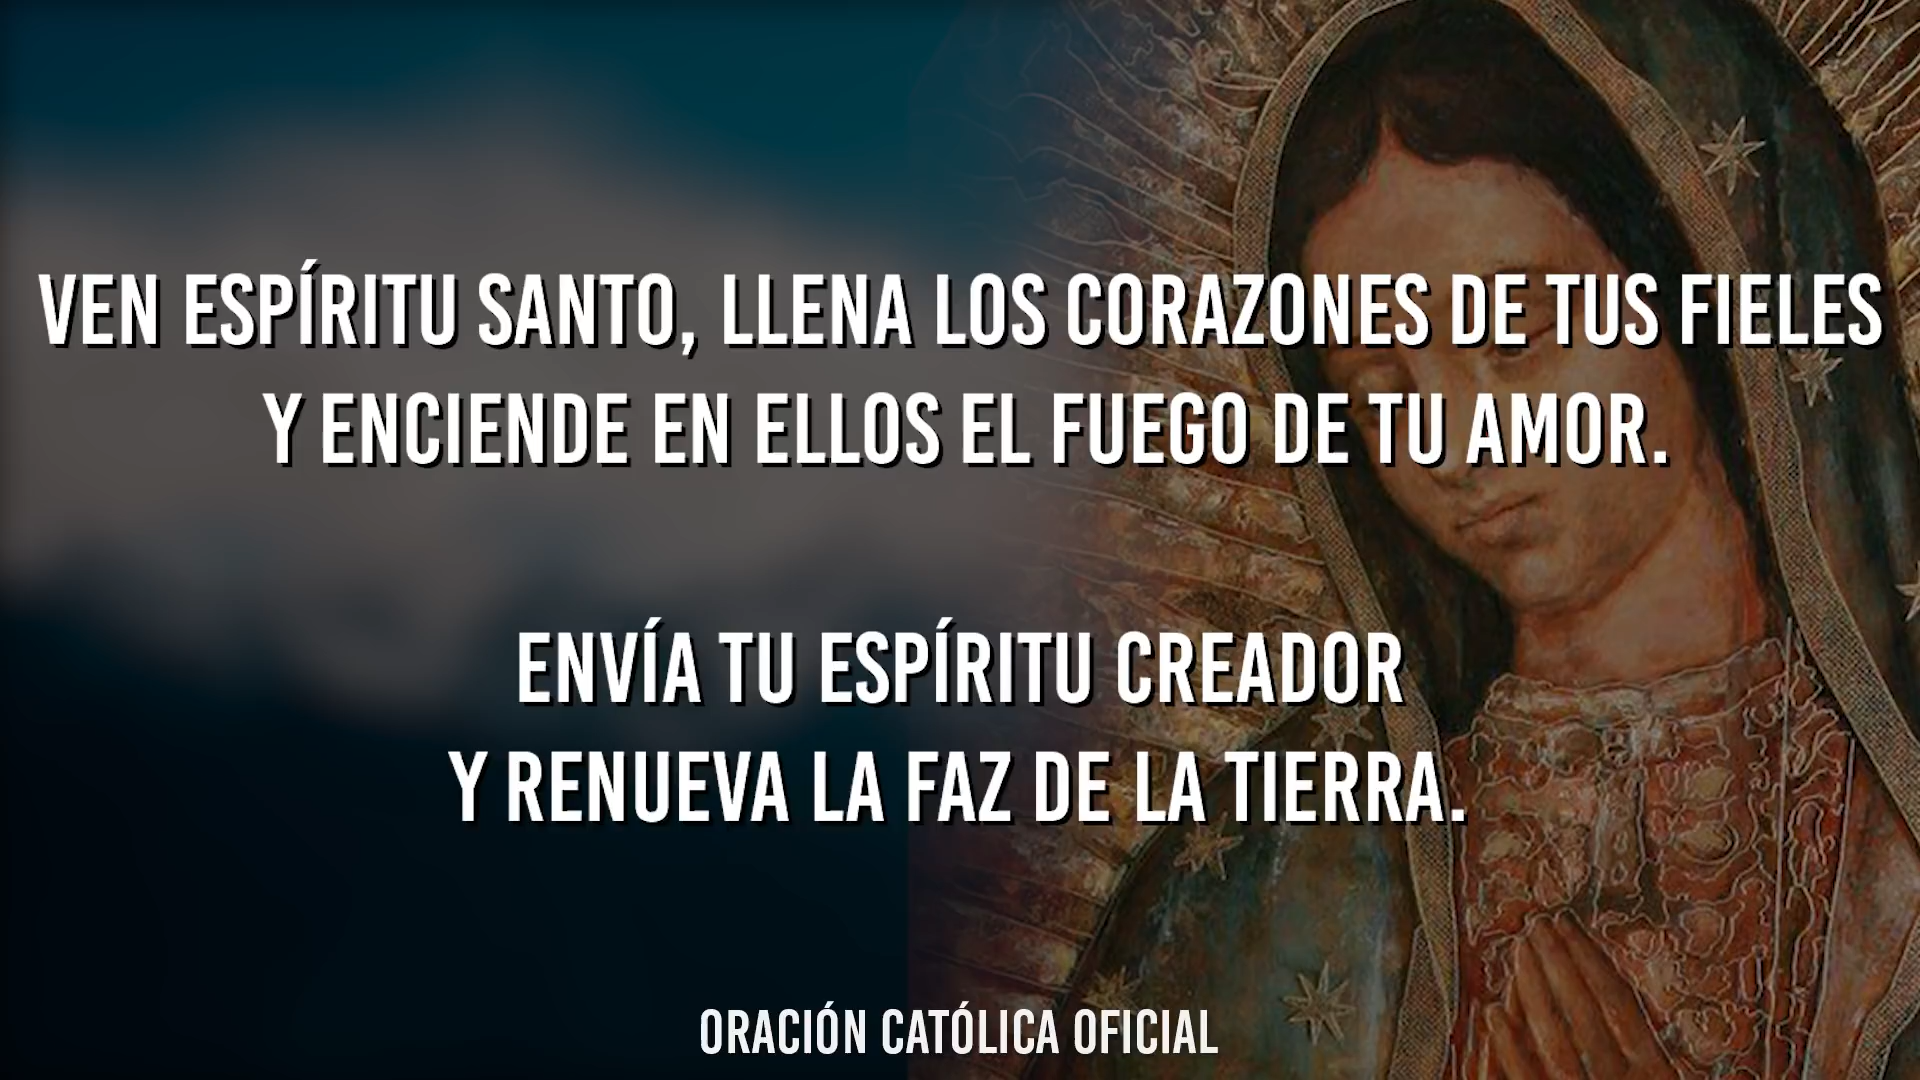 VEN ESPÍRITU SANTO, LLENA LOS CORAZONES DE TUS FIELES
Y ENCIENDE EN ELLOS EL FUEGO DE TU AMOR.
ENVÍA TU ESPÍRITU CREADOR
Y RENUEVA LA FAZ DE LA TIERRA.
ORACIÓN CATÓLICA OFICIAL